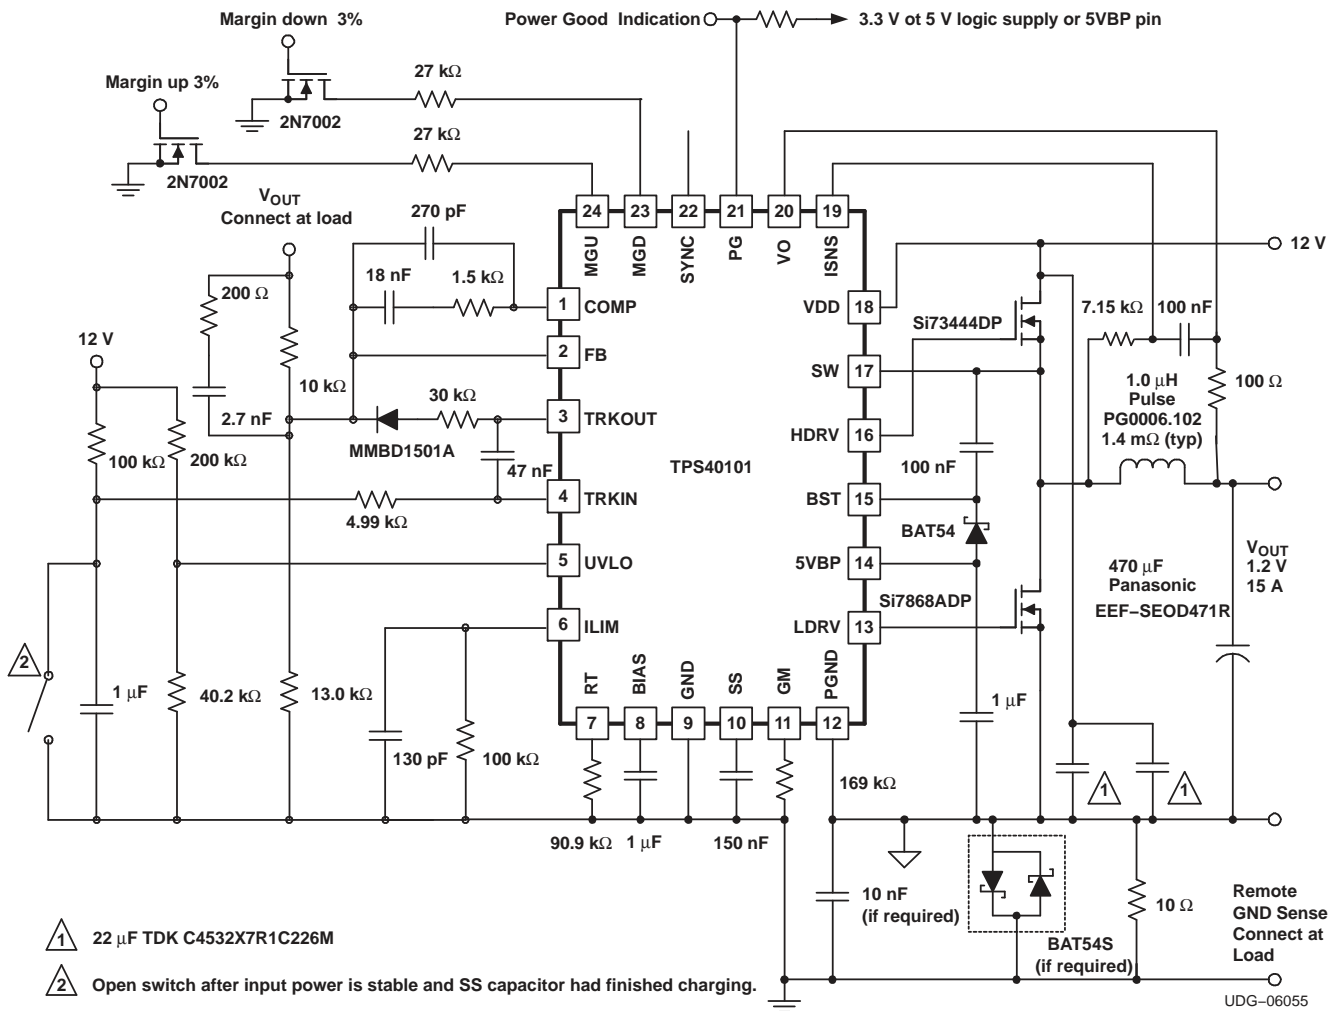 Margin down 3%
Power Good Indication
3.3 V ot 5 V logic supply or 5VBP pin
Margin up 3%
27 kΩ
2N7002
27 kΩ
2N7002
VOUT
Connect at load
270 pF
18 nF
1.5 kΩ
200 Ω
12 V
10 kΩ
2.7 nF
30 kΩ
MMBD1501A
100 kΩ
200 kΩ
47 nF
4.99 kΩ
24
23
22
21
20
19
MGU
MGD
SYNC
PG
VO
ISNS
1
COMP
2
FB
3
TRKOUT
4
TRKIN
5
UVLO
6
ILIM
TPS40101
VDD
18
SW
17
HDRV
16
BST
15
5VBP
14
LDRV
13
RT
BIAS
GND
SS
GM
PGND
7
8
9
10
11
12
12 V
Si73444DP
7.15 kΩ
100 nF
1.0 μH
Pulse
PG0006.102
1.4 mΩ (typ)
100 Ω
100 nF
BAT54
Si7868ADP
470 μF
Panasonic
EEF−SEOD471R
VOUT
1.2 V
15 A
2
1 μF
40.2 kΩ
13.0 kΩ
130 pF
100 kΩ
1 μF
169 kΩ
1
1
90.9 kΩ
1 μF
150 nF
10 nF
(if required)
BAT54S
(if required)
10 Ω
Remote
GND Sense
Connect at
Load
1
22 μF TDK C4532X7R1C226M
2
Open switch after input power is stable and SS capacitor had finished charging.
UDG−06055